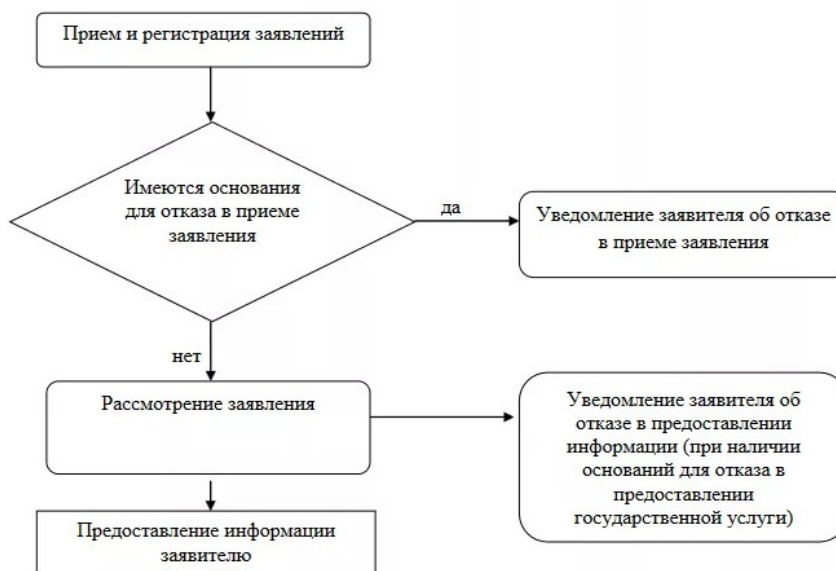 Прием и регистрация заявлений
Имеются основания
для отказа в приеме
заявления
да
Уведомление заявителя об отказе
в приеме заявления
нет
Рассмотрение заявления
Уведомление заявителя об
отказе в предоставлении
информации (при наличии
оснований для отказа в
предоставлении
государственной услуги)
Предоставление информации
заявителю